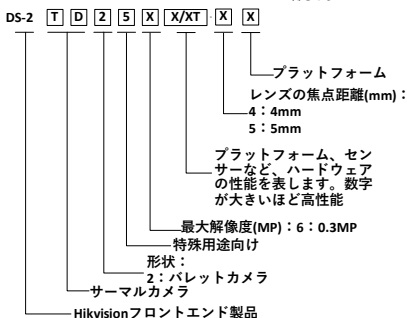 DS-2 T D 2 5 X X/XT - X X
プラットフォーム
レンズの焦点距離(mm)：
4：4mm
5：5mm
プラットフォーム、セン
サーなど、ハードウェア
の性能を表します。数字
が大きいほど高性能
最大解像度(MP)：6：0.3MP
特殊用途向け
形状：
2：バレットカメラ
サーマルカメラ
Hikvisionフロントエンド製品